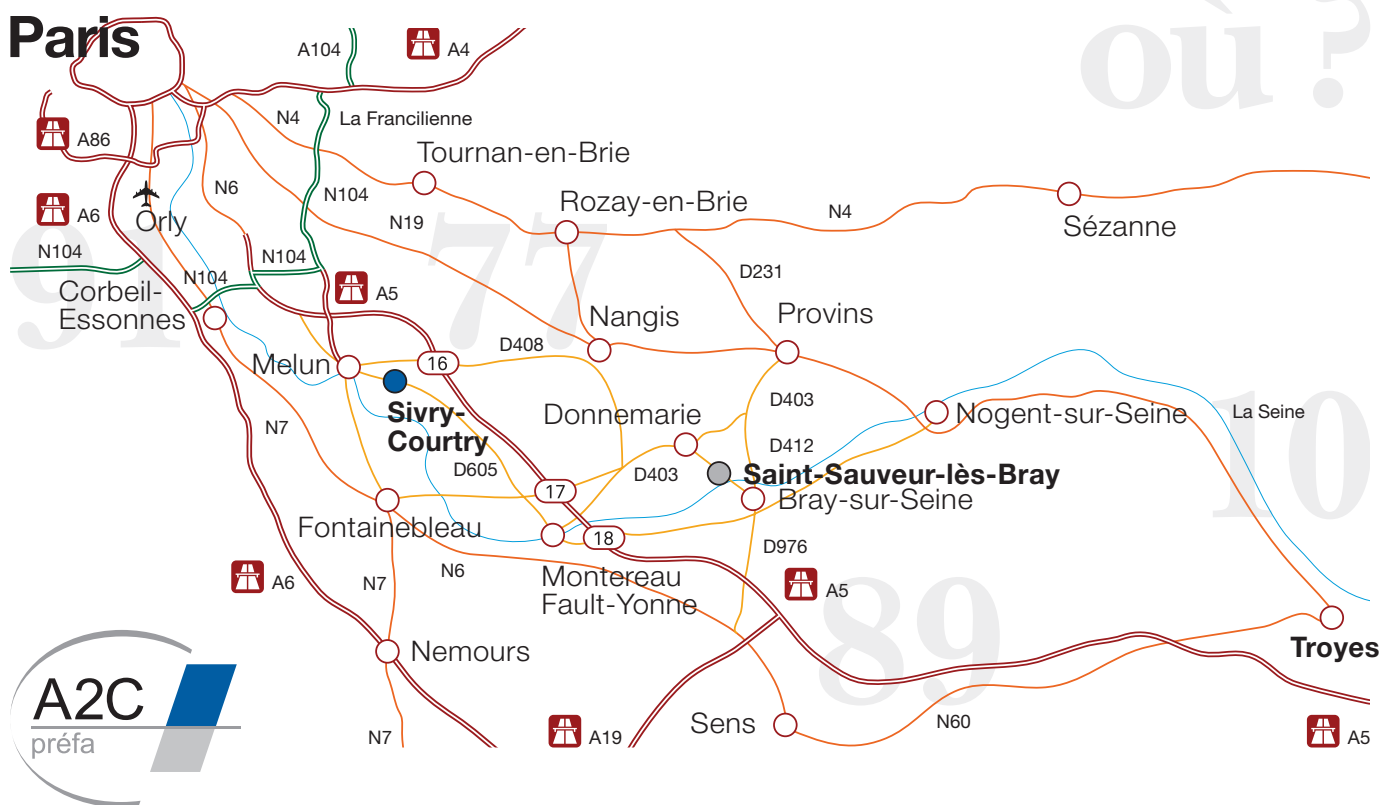 où ?
Paris
A104
A4
La Francilienne
N4
A86
Tournan-en-Brie
N6
N104
Rozay-en-Brie
A6
Orly
N19
N4
Sézanne
91
77
N104
N104
N104
D231
A5
Corbeil-
Essonnes
Nangis
Provins
D408
Melun
16
Sivry-
Courtry
Donnemarie
D403
Nogent-sur-Seine
La Seine
10
N7
D412
D605
D403
Saint-Sauveur-lès-Bray
17
Bray-sur-Seine
Fontainebleau
18
D976
N6
A6
N7
Montereau
Fault-Yonne
A5
89
Nemours
Troyes
A2C
préfa
Sens
N60
N7
A19
A5